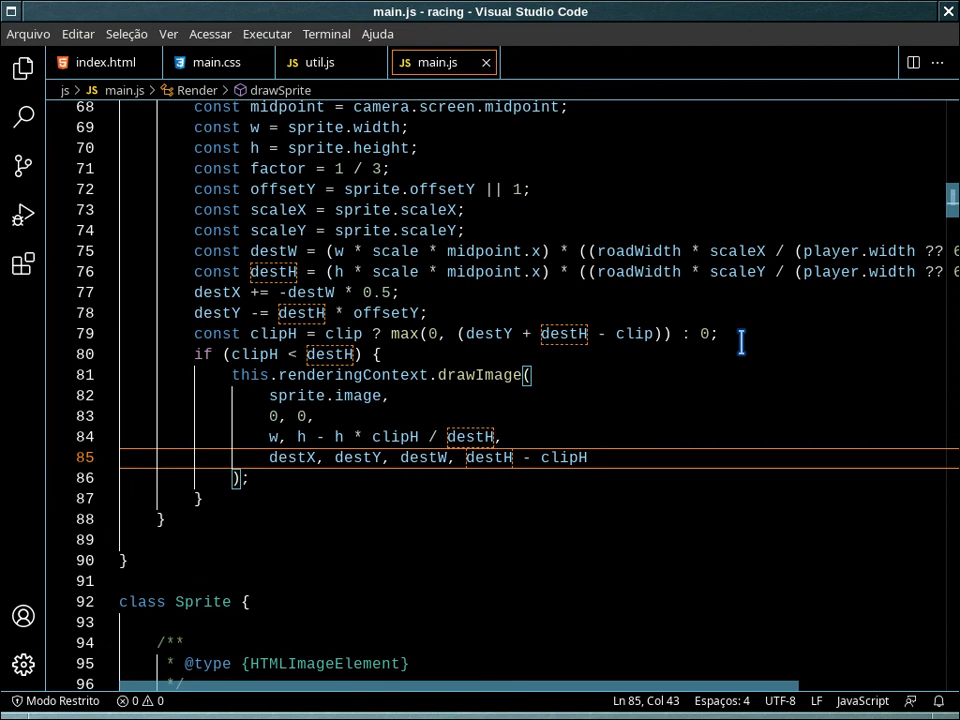 main.js - racing - Visual Studio Code
Arquivo Editar Seleção Ver Acessar Executar Terminal Ajuda
index.html main.css JS util.js JS main.js
js > JS main.js > Render > drawSprite
68 const midpoint = camera.screen.midpoint;
69 const w = sprite.width;
70 const h = sprite.height;
71 const factor = 1 / 3;
72 const offsetY = sprite.offsetY || 1;
73 const scaleX = sprite.scaleX;
74 const scaleY = sprite.scaleY;
75 const destW = (w * scale * midpoint.x) * ((roadWidth * scaleX / (player.width ?? 6
76 const destH = (h * scale * midpoint.x) * ((roadWidth * scaleY / (player.width ?? 6
77 destX += -destW * 0.5;
78 destY -= destH * offsetY;
79 const clipH = clip ? max(0, (destY + destH - clip)) : 0;
80 if (clipH < destH) {
81 this.renderingContext.drawImage(
82 sprite.image,
83 0, 0,
84 w, h - h * clipH / destH,
85 destX, destY, destW, destH - clipH
86 );
87 }
88 }
89
90 }
91
92 class Sprite {
93
94 /**
95 * @type {HTMLImageElement}
96 */
Modo Restrito 0 0 Ln 85, Col 43 Espaços: 4 UTF-8 LF JavaScript